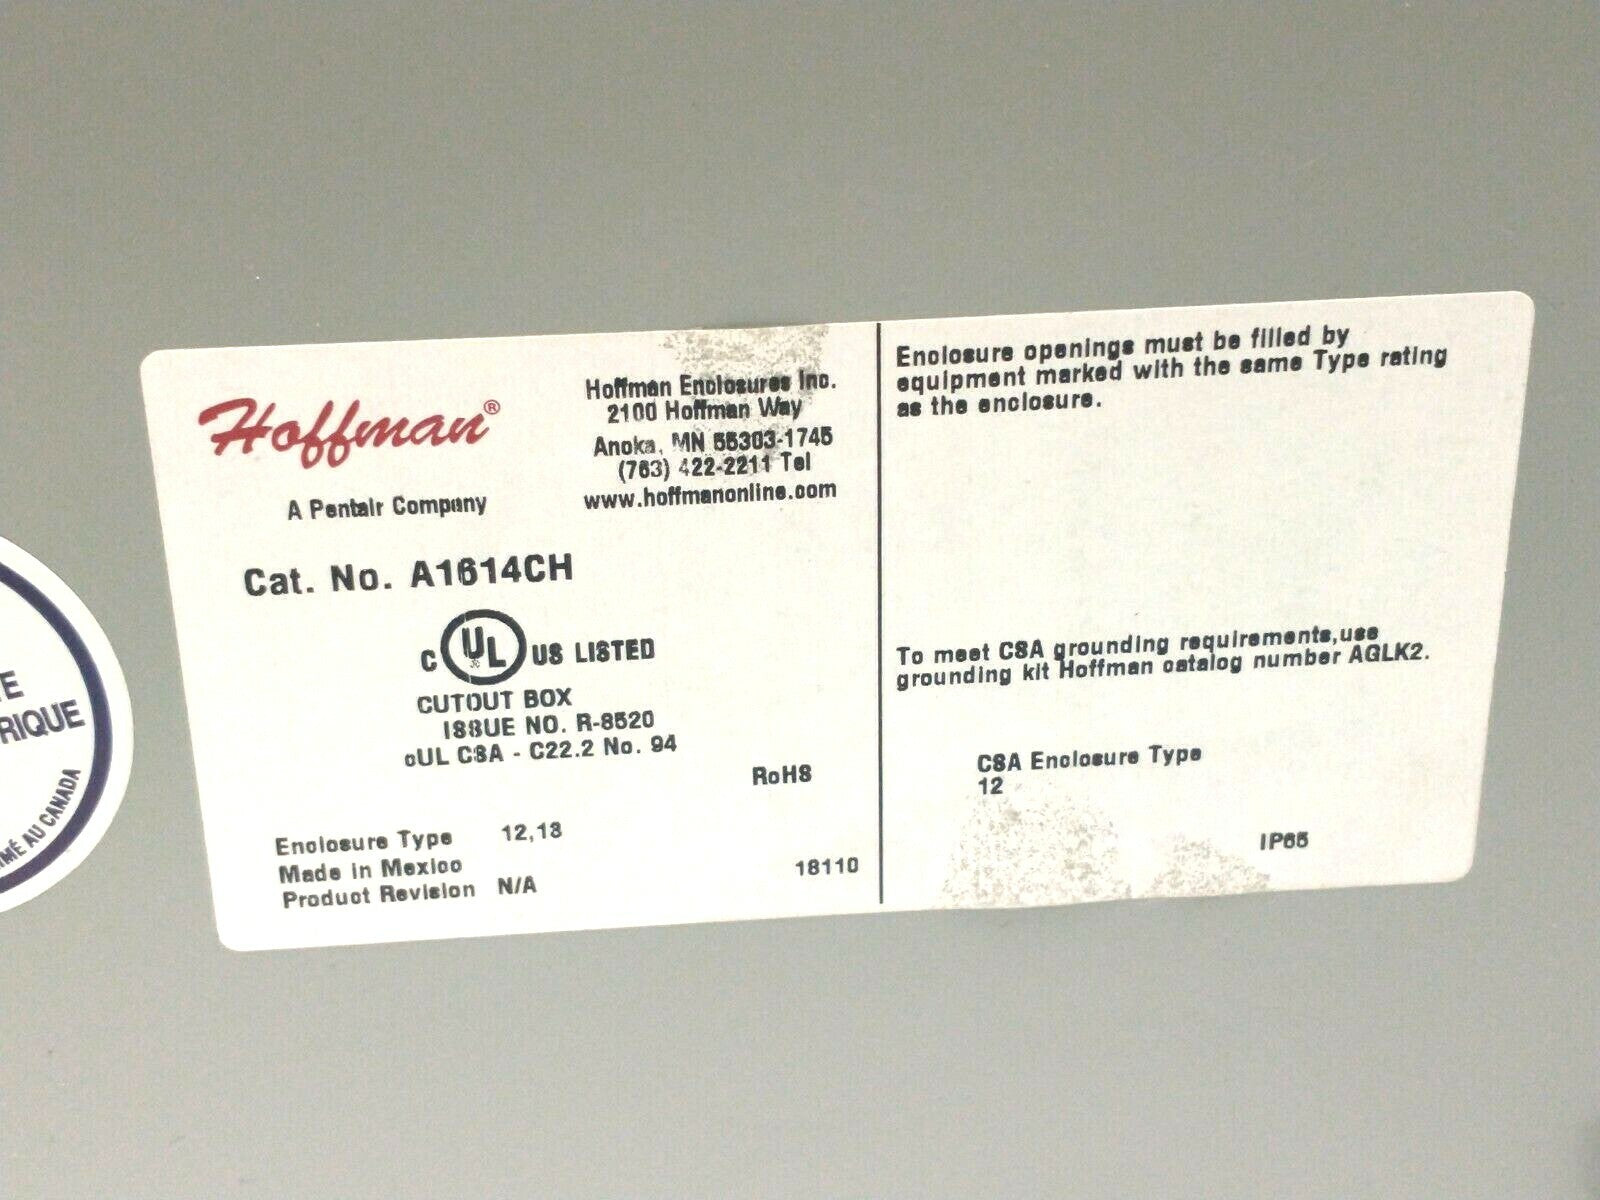 Hoffman®
A Pentair Company
Hoffman Enclosures Inc.
2100 Hoffman Way
Anoka, MN 55303-1745
(763) 422-2211 Tel
www.hoffmanonline.com
Cat. No. A1614CH
C UL US LISTED
CUTOUT BOX
ISSUE NO. R-8520
cUL CSA - C22.2 No. 94
RoHS
Enclosure Type 12,13
Made in Mexico
Product Revision N/A
18110
Enclosure openings must be filled by
equipment marked with the same Type rating
as the enclosure.
To meet CSA grounding requirements,use
grounding kit Hoffman catalog number AGLK2.
CSA Enclosure Type
12
IP65
AU CANADA